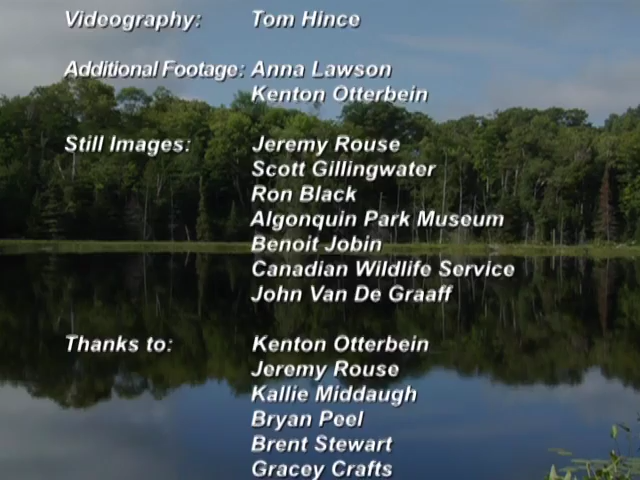 Videography: Tom Hince
Additional Footage: Anna Lawson
Kenton Otterbein
Still Images: Jeremy Rouse
Scott Gillingwater
Ron Black
Algonquin Park Museum
Benoit Jobin
Canadian Wildlife Service
John Van De Graaff
Thanks to: Kenton Otterbein
Jeremy Rouse
Kallie Middaugh
Bryan Peel
Brent Stewart
Gracey Crafts